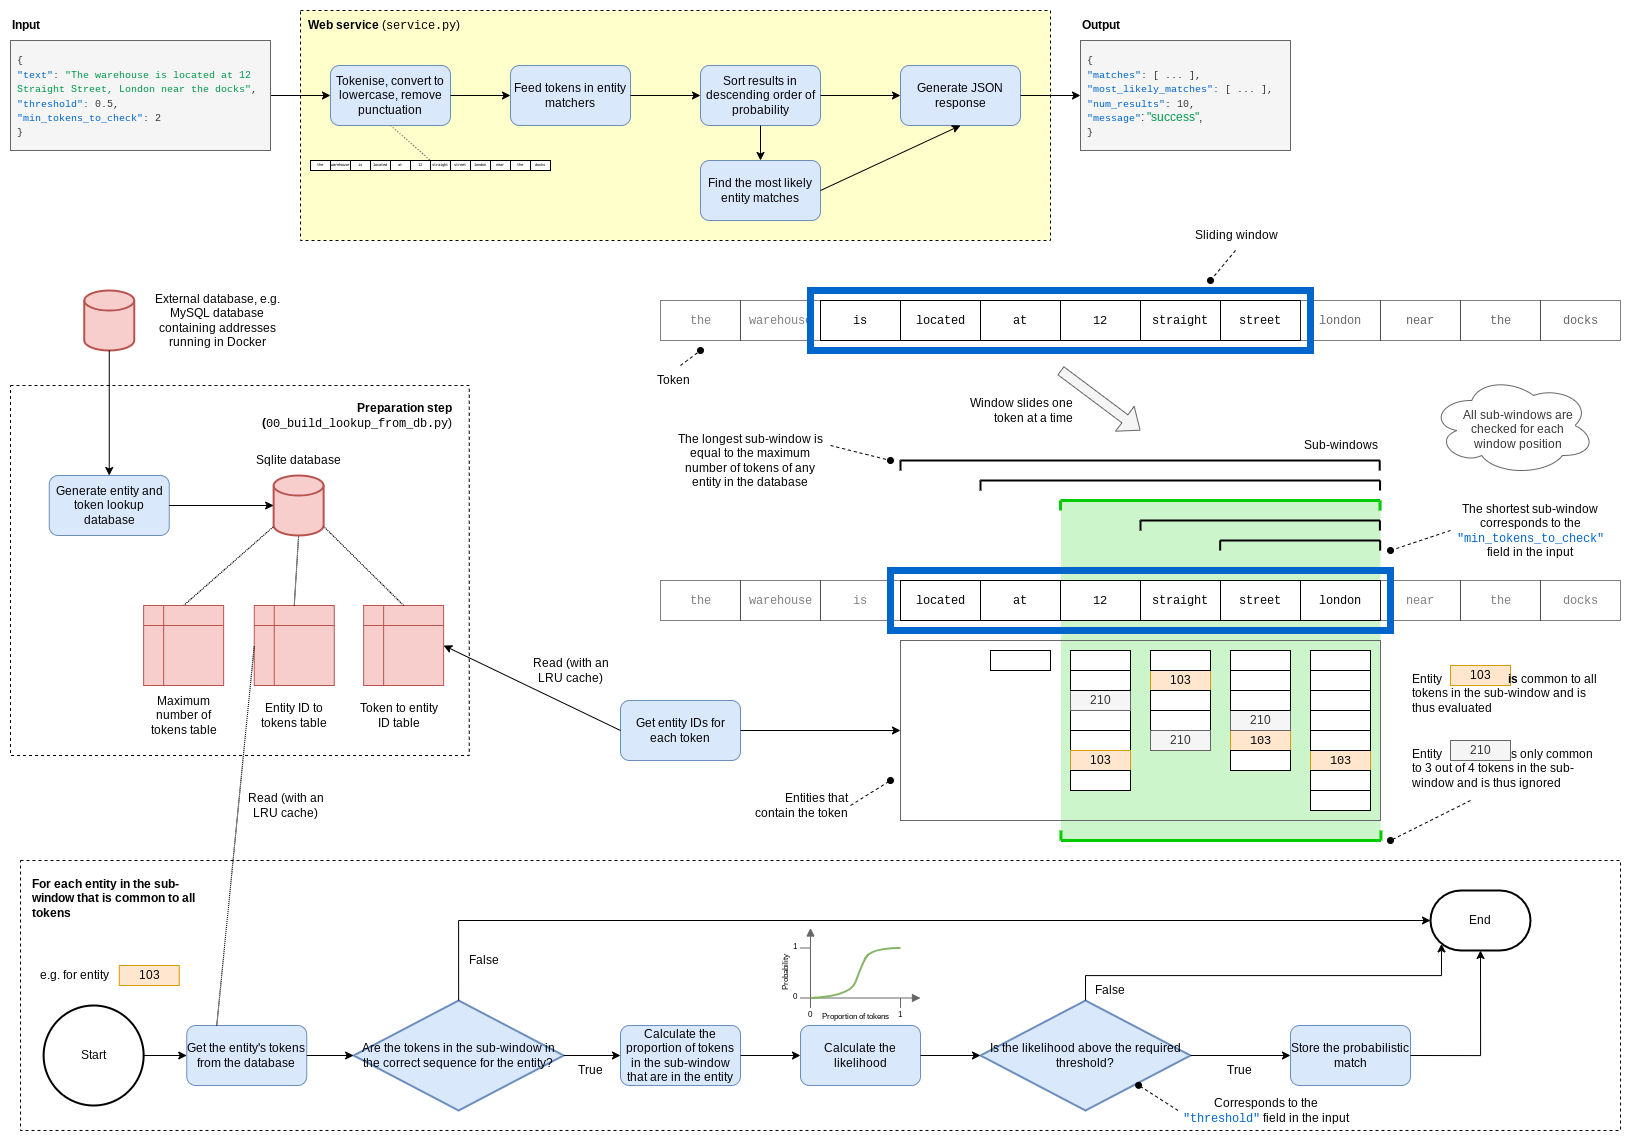 Input
{
"text": "The warehouse is located at 12
Straight Street, London near the docks",
"threshold": 0.5,
"min_tokens_to_check": 2
}
Web service (service.py)
Tokenise, convert to
lowercase, remove
punctuation
Feed tokens in entity
matchers
Sort results in
descending order of
probability
Generate JSON
response
the warehouse is located at 12 straight street london near the docks
Find the most likely
entity matches
Output
{
"matches": [ ... ],
"most_likely_matches": [ ... ],
"num_results": 10,
"message": "success",
}
Sliding window
the warehouse is located at 12 straight street london near the docks
Token
Window slides one
token at a time
All sub-windows are
checked for each
window position
The longest sub-window is
equal to the maximum
number of tokens of any
entity in the database
Sub-windows
The shortest sub-window
corresponds to the
"min_tokens_to_check"
field in the input
the warehouse is located at 12 straight street london near the docks
External database, e.g.
MySQL database
containing addresses
running in Docker
Preparation step
(00_build_lookup_from_db.py)
Sqlite database
Generate entity and
token lookup
database
Maximum
number of
tokens table
Entity ID to
tokens table
Token to entity
ID table
Read (with an
LRU cache)
Get entity IDs for
each token
Read (with an
LRU cache)
103
210
210
210
103
103
103
Entities that
contain the token
Entity 103 is common to all
tokens in the sub-window and is
thus evaluated
Entity 210 s only common
to 3 out of 4 tokens in the sub-
window and is thus ignored
For each entity in the sub-
window that is common to all
tokens
e.g. for entity 103
Start
Get the entity's tokens
from the database
Are the tokens in the sub-window in
the correct sequence for the entity?
False
True
Calculate the
proportion of tokens
in the sub-window
that are in the entity
1
Probability
0
0 Proportion of tokens 1
Calculate the
likelihood
Is the likelihood above the required
threshold?
False
True
Corresponds to the
"threshold" field in the input
Store the probabilistic
match
End